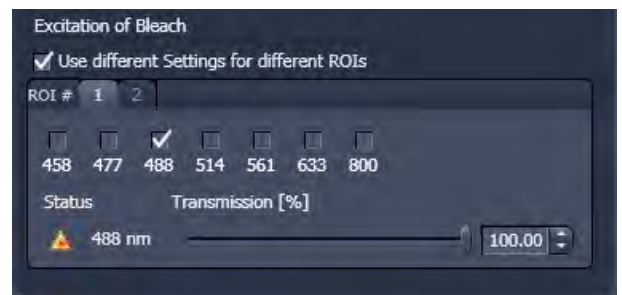 Excitation of Bleach
Use different Settings for different ROIs
ROI # 1 2
458 477 488 514 561 633 800
Status Transmission [%]
488 nm 100.00